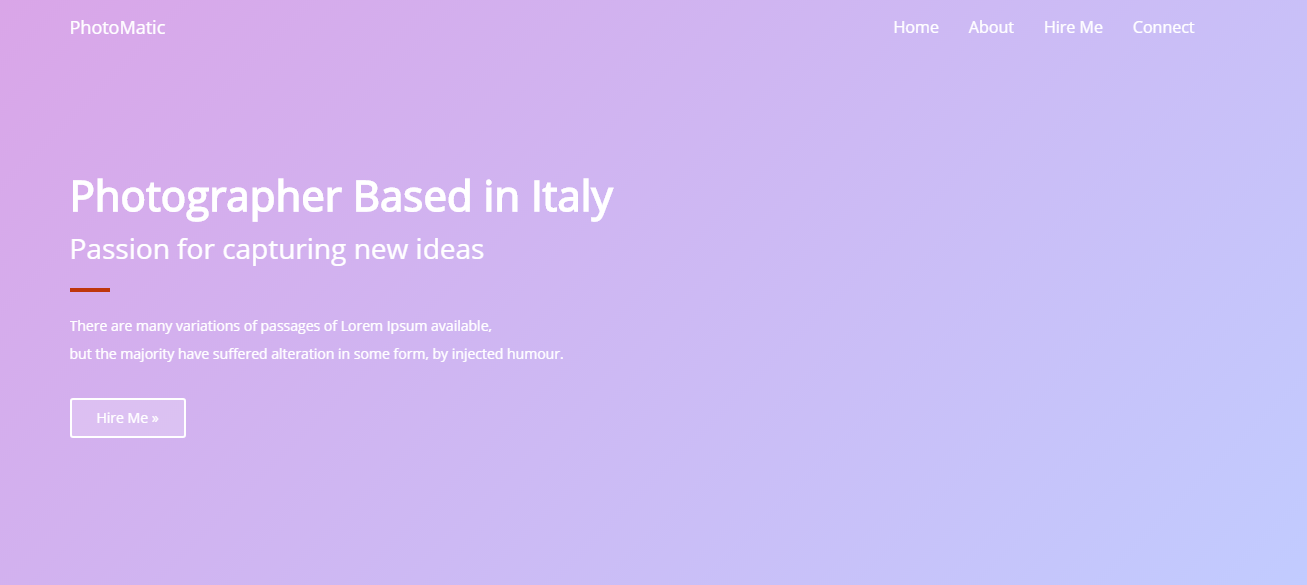 PhotoMatic
Home About Hire Me Connect
Photographer Based in Italy
Passion for capturing new ideas
There are many variations of passages of Lorem Ipsum available,
but the majority have suffered alteration in some form, by injected humour.
Hire Me »